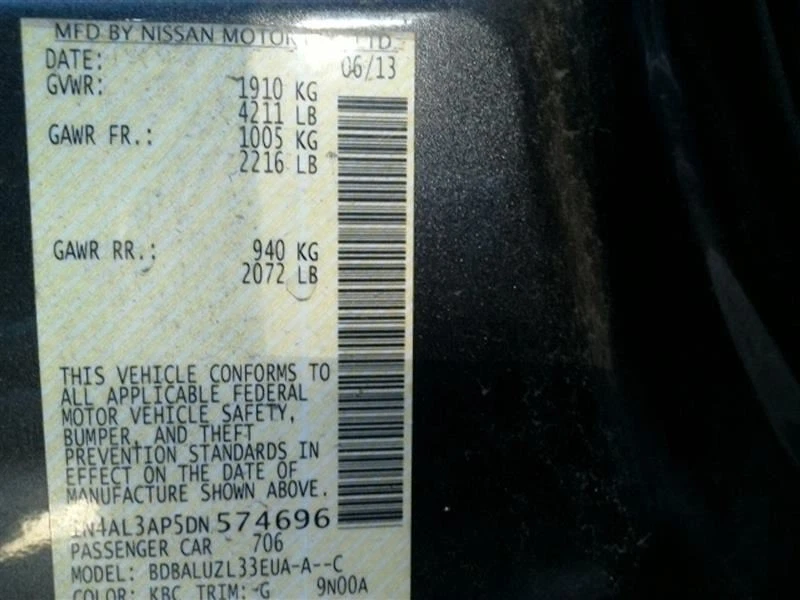 MFD BY NISSAN MOTOR LTD
DATE: 06/13
GVWR: 1910 KG
4211 LB
GAWR FR.: 1005 KG
2216 LB
GAWR RR.: 940 KG
2072 LB
THIS VEHICLE CONFORMS TO
ALL APPLICABLE FEDERAL
MOTOR VEHICLE SAFETY,
BUMPER, AND THEFT
PREVENTION STANDARDS IN
EFFECT ON THE DATE OF
MANUFACTURE SHOWN ABOVE.
1N4AL3AP5DN574696
PASSENGER CAR 706
MODEL: BDBALUZL33EUA-A--C
COLOR: KBC TRIM: G 9N00A